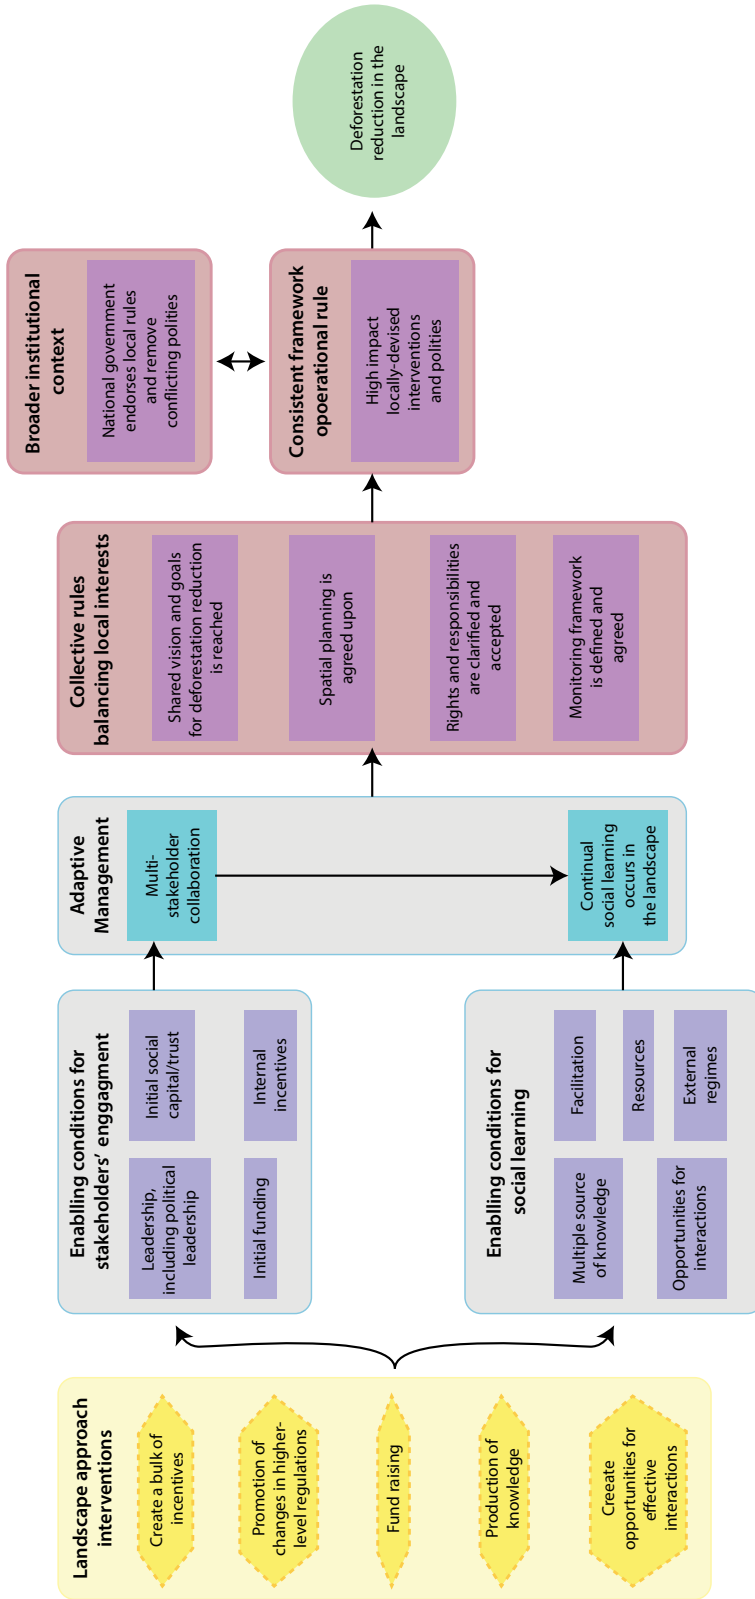 Landscape approach
interventions
Create a bulk of
incentives
Promotion of
changes in higher-
level regulations
Fund raising
Production of
knowledge
Creeate
opportunities for
effective
interactions
Enablling conditions for
stakeholders’ enggagment
Leadership,
including political
leadership
Initial funding
Initial social
capital/trust
Internal
incentives
Enablling conditions for
social learning
Multiple source
of knowledge
Opportunities for
interactions
Facilitation
Resources
External
regimes
Adaptive
Management
Multi-
stakeholder
collaboration
Continual
social learning
occurs in
the landscape
Collective rules
balancing local interests
Shared vision and goals
for deforestation reduction
is reached
Spatial planning is
agreed upon
Rights and responsibilities
are clarified and
accepted
Monitoring framework
is defined and
agreed
Broader institutional
context
National government
endorses local rules
and remove
conflicting polities
Consistent framework
opoerational rule
High impact
locally-devised
interventions
and polities
Deforestation
reduction in the
landscape